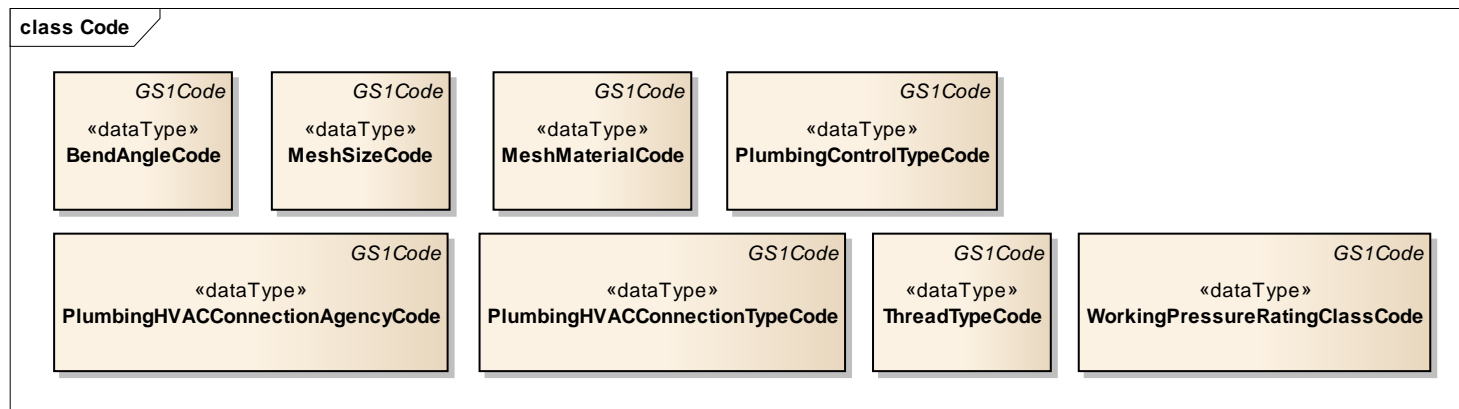 class Code
GS1Code
«dataType»
BendAngleCode
GS1Code
«dataType»
MeshSizeCode
GS1Code
«dataType»
MeshMaterialCode
GS1Code
«dataType»
PlumbingControlTypeCode
GS1Code
«dataType»
PlumbingHVACConnectionAgencyCode
GS1Code
«dataType»
PlumbingHVACConnectionTypeCode
GS1Code
«dataType»
ThreadTypeCode
GS1Code
«dataType»
WorkingPressureRatingClassCode